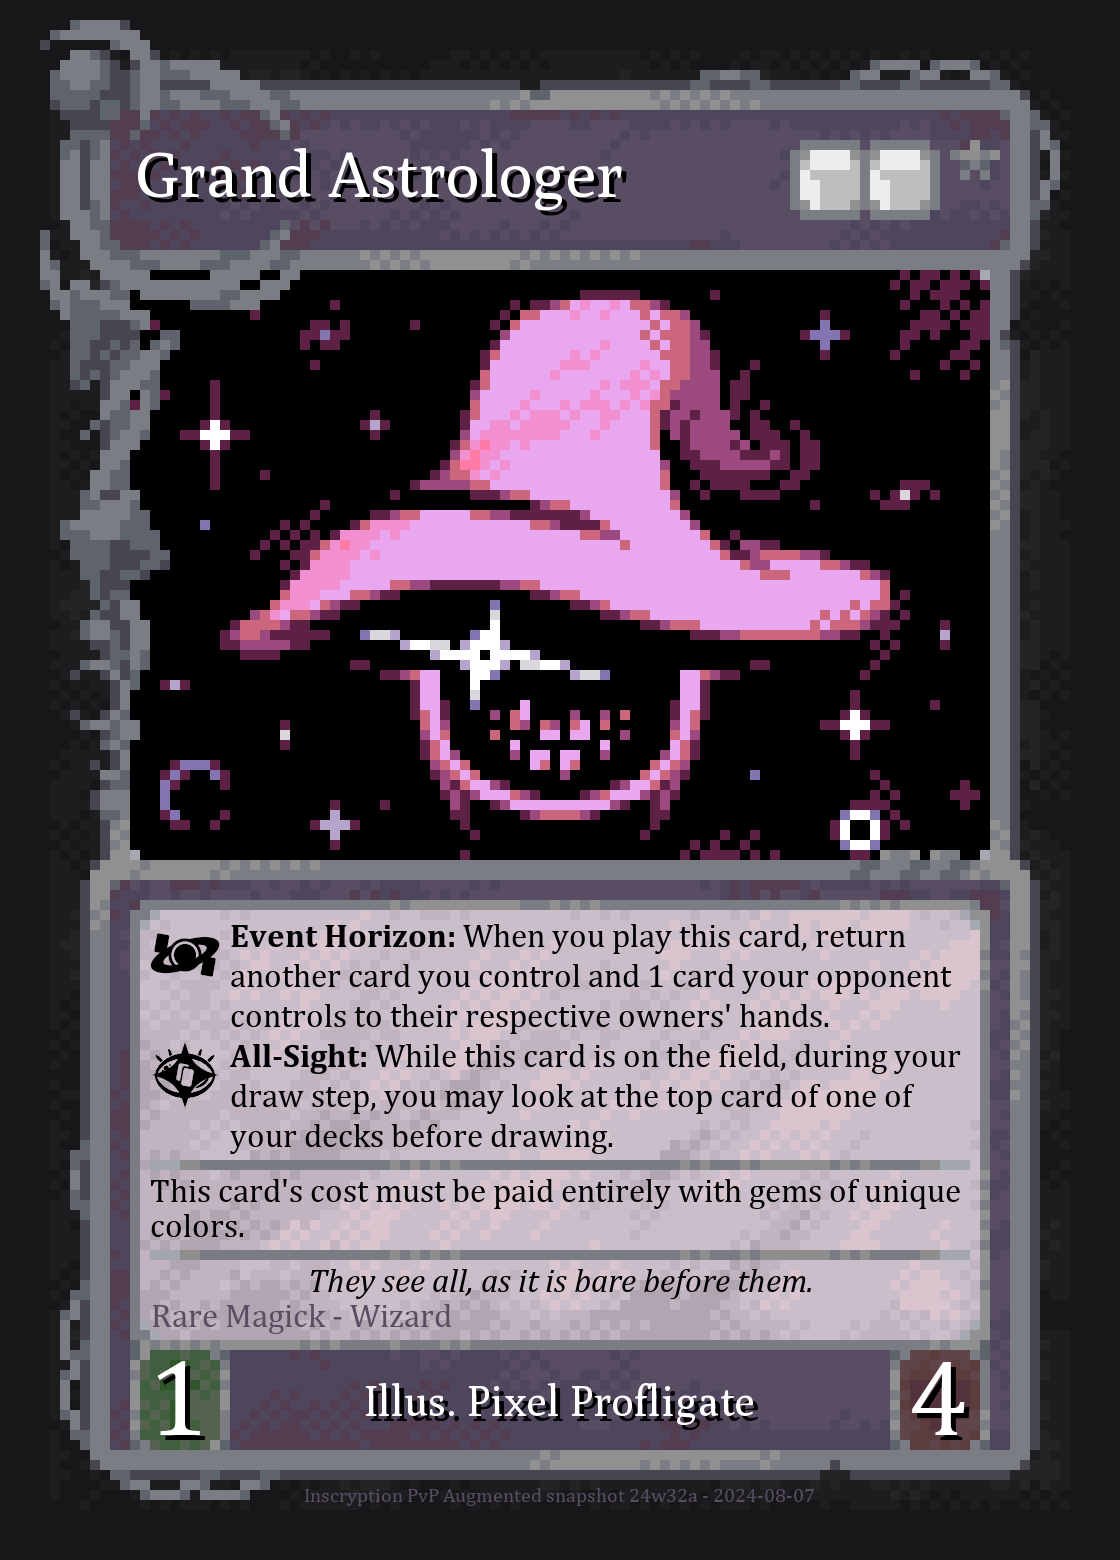 Grand Astrologer
Event Horizon: When you play this card, return
another card you control and 1 card your opponent
controls to their respective owners' hands.
All-Sight: While this card is on the field, during your
draw step, you may look at the top card of one of
your decks before drawing.
This card's cost must be paid entirely with gems of unique
colors.
They see all, as it is bare before them.
Rare Magick - Wizard
1
Illus. Pixel Profligate
4
Inscryption PvP Augmented snapshot 24w32a - 2024-08-07